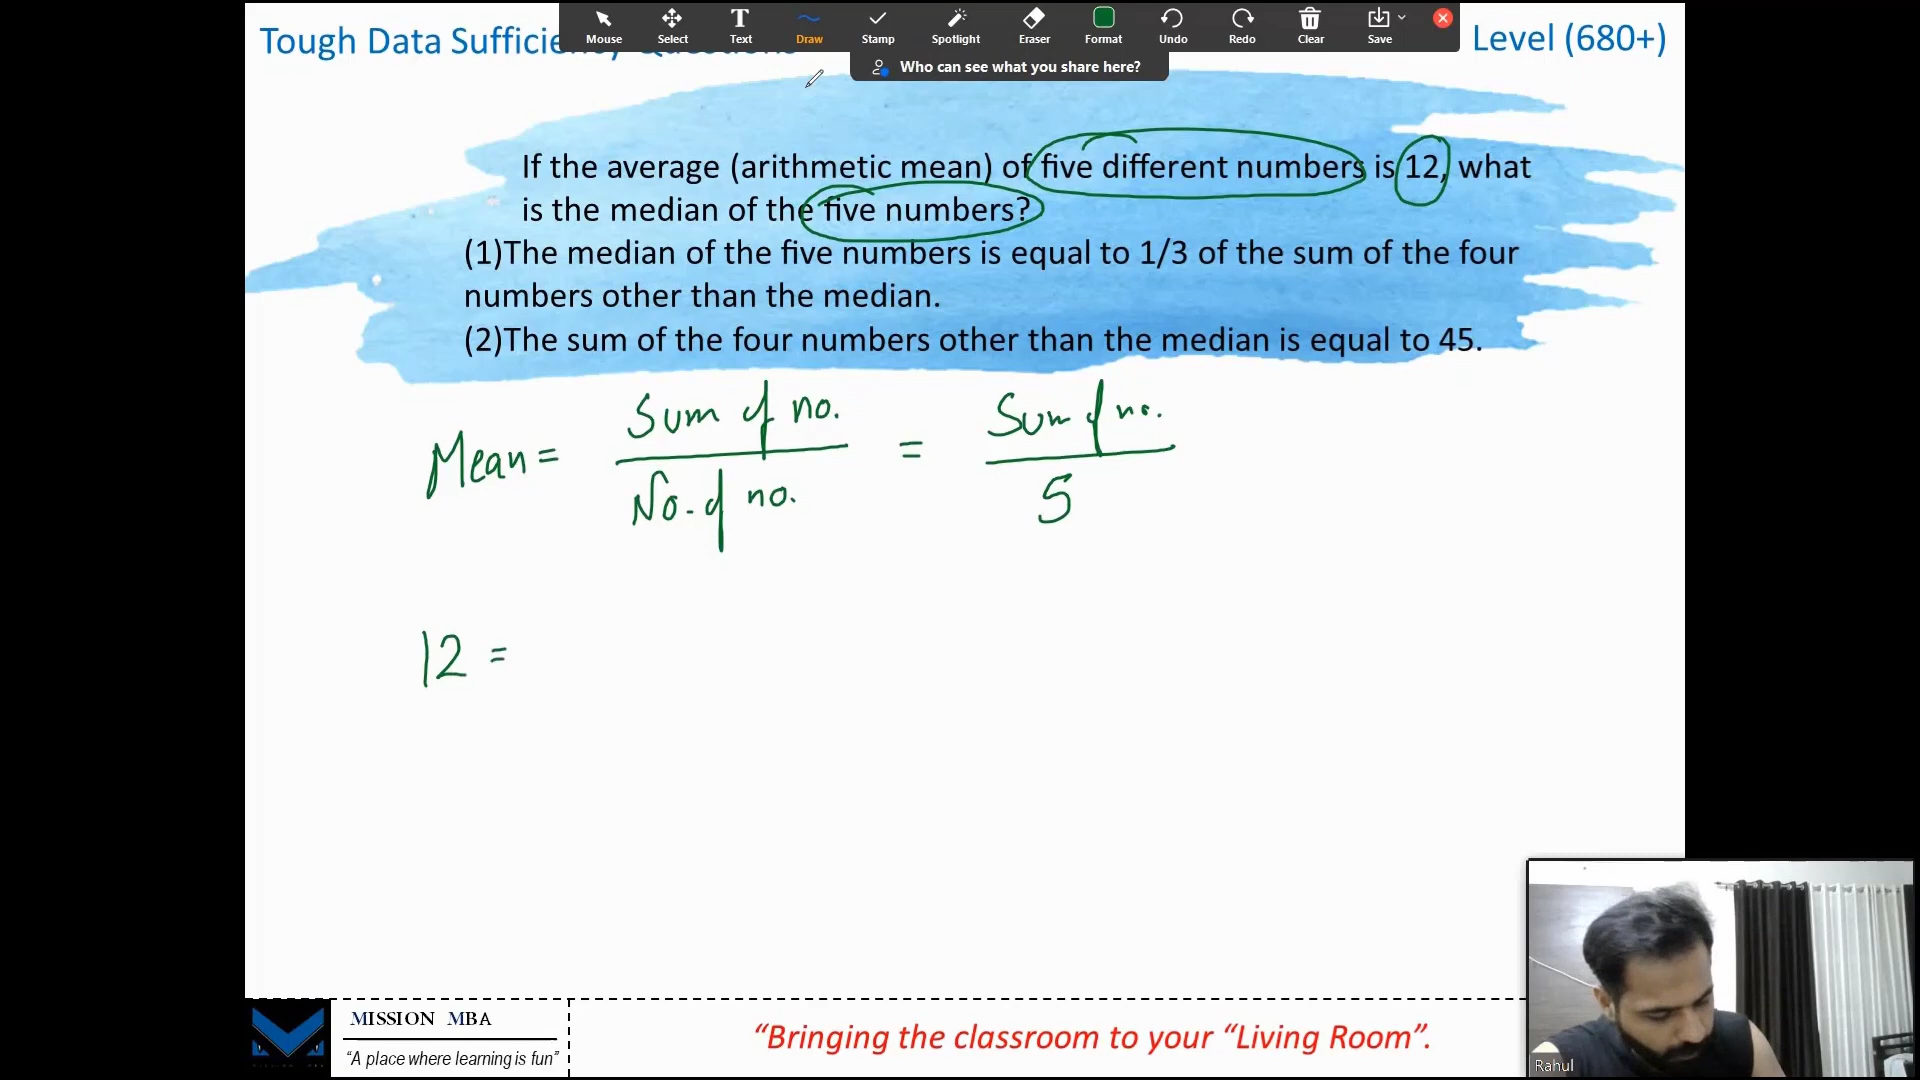 Tough Data Sufficiency Questions
Level (680+)
Mouse Select Text Draw Stamp Spotlight Eraser Format Undo Redo Clear Save
Who can see what you share here?
If the average (arithmetic mean) of five different numbers is 12, what
is the median of the five numbers?
(1)The median of the five numbers is equal to 1/3 of the sum of the four
numbers other than the median.
(2)The sum of the four numbers other than the median is equal to 45.
Mean = Sum of no. / No. of no. = Sum of no. / 5
12 =
MISSION MBA
“A place where learning is fun”
“Bringing the classroom to your “Living Room”.
Rahul